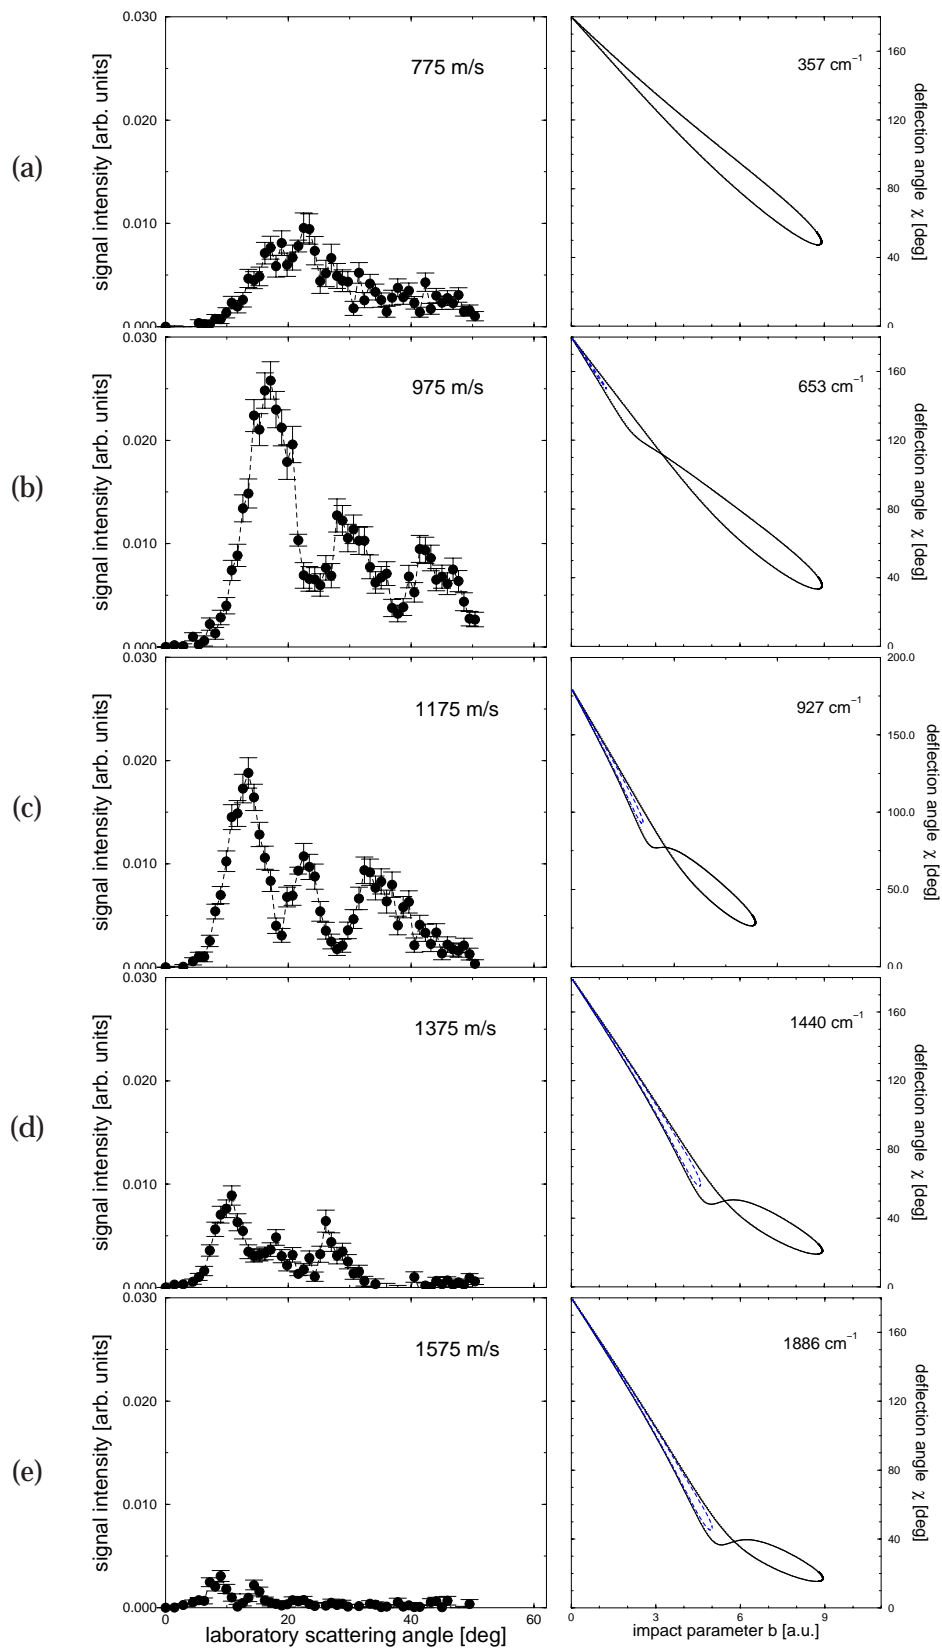 (a)
signal intensity [arb. units]
0.030
0.020
0.010
0.000
775 m/s
357 cm−1
160
120
80
40
0
deflection angle χ [deg]
(b)
signal intensity [arb. units]
0.030
0.020
0.010
0.000
975 m/s
653 cm−1
160
120
80
40
0
deflection angle χ [deg]
(c)
signal intensity [arb. units]
0.030
0.020
0.010
0.000
1175 m/s
927 cm−1
200.0
150.0
100.0
50.0
0.0
deflection angle χ [deg]
(d)
signal intensity [arb. units]
0.030
0.020
0.010
0.000
1375 m/s
1440 cm−1
160
120
80
40
0
deflection angle χ [deg]
(e)
signal intensity [arb. units]
0.030
0.020
0.010
0.000
1575 m/s
1886 cm−1
160
120
80
40
0
deflection angle χ [deg]
0 20 40 60
laboratory scattering angle [deg]
0 3 6 9
impact parameter b [a.u.]